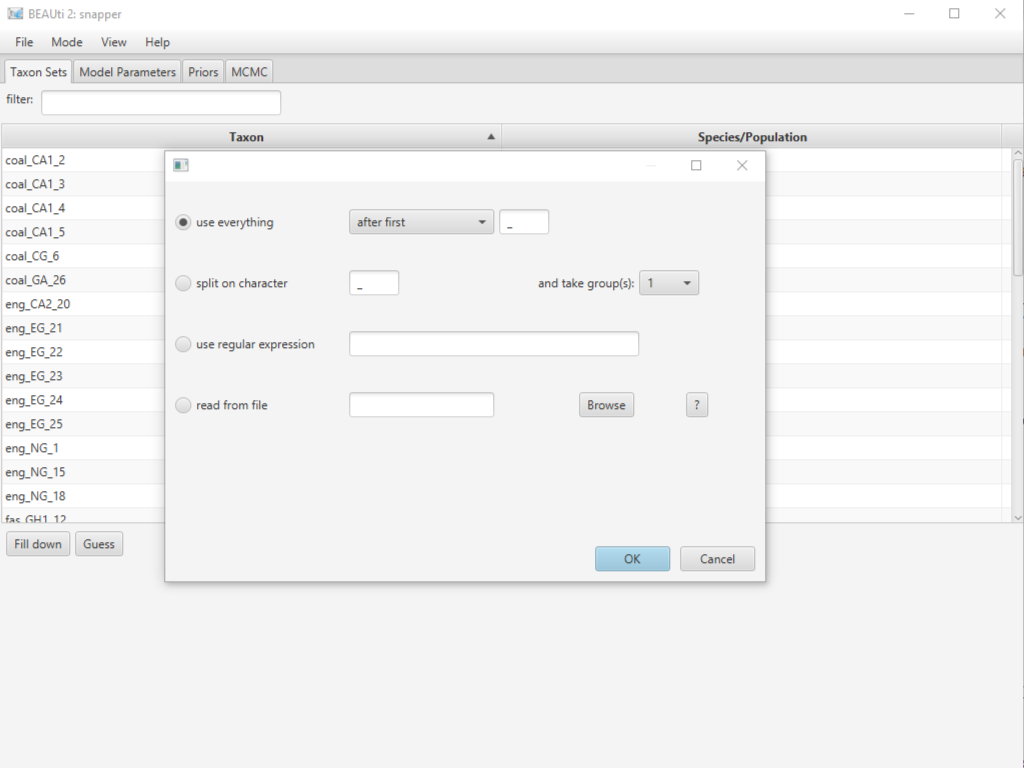 BEAUti 2: snapper
File Mode View Help
Taxon Sets Model Parameters Priors MCMC
filter:
Taxon Species/Population
coal_CA1_2
coal_CA1_3
coal_CA1_4
coal_CA1_5
coal_CG_6
coal_GA_26
eng_CA2_20
eng_EG_21
eng_EG_22
eng_EG_23
eng_EG_24
eng_EG_25
eng_NG_1
eng_NG_15
eng_NG_18
fas_GH1_12
use everything after first _
split on character _ and take group(s): 1
use regular expression
read from file Browse ?
OK Cancel
Fill down Guess